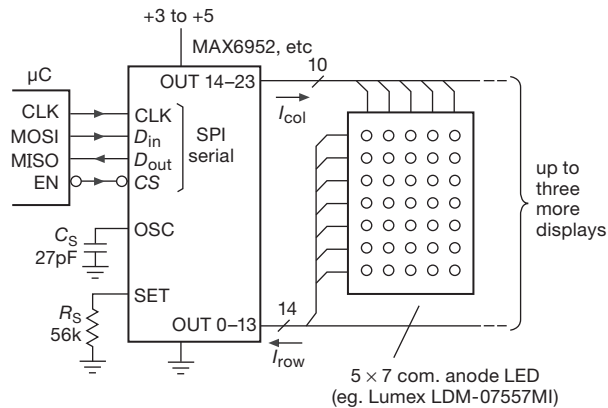 +3 to +5
MAX6952, etc
µC
CLK
MOSI
MISO
EN
CLK
Din
Dout
CS
SPI
serial
OUT 14–23
10
Icol
CS
27pF
OSC
RS
56k
SET
OUT 0–13
14
Irow
up to
three
more
displays
5 × 7 com. anode LED
(eg. Lumex LDM-07557MI)